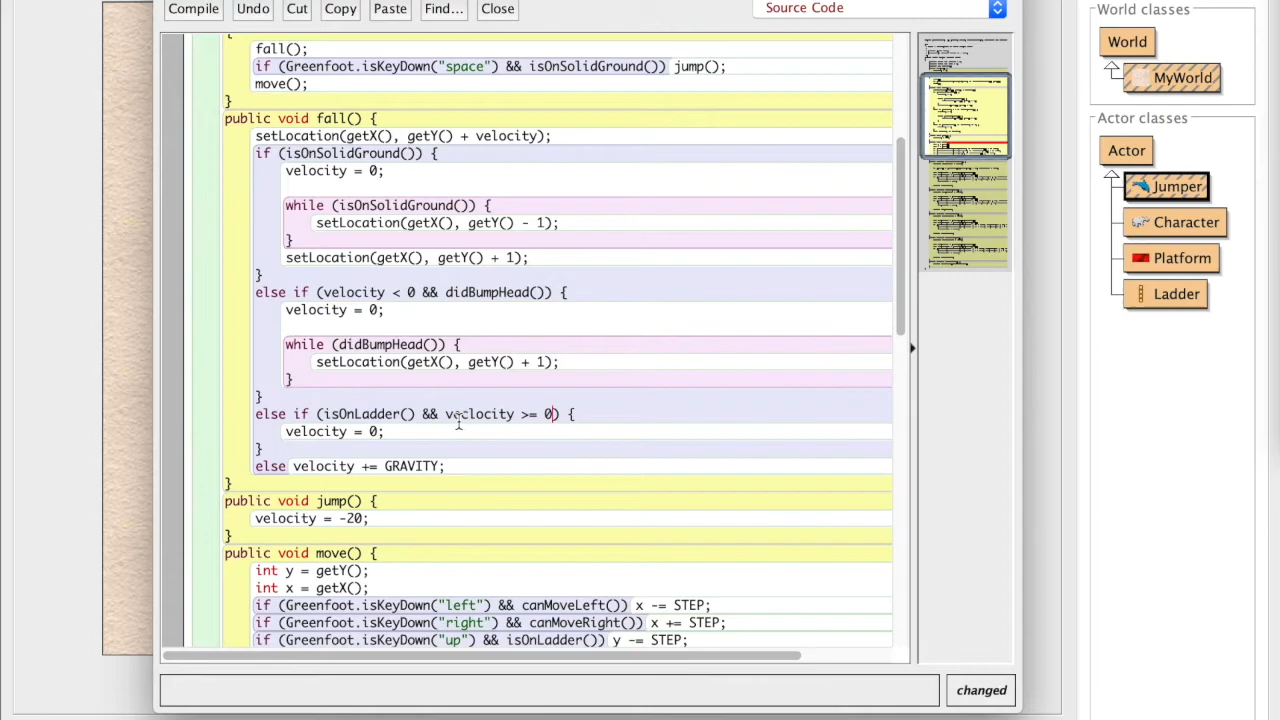 Compile Undo Cut Copy Paste Find... Close Source Code
{
fall();
if (Greenfoot.isKeyDown("space") && isOnSolidGround()) jump();
move();
}
public void fall() {
setLocation(getX(), getY() + velocity);
if (isOnSolidGround()) {
velocity = 0;
while (isOnSolidGround()) {
setLocation(getX(), getY() - 1);
}
setLocation(getX(), getY() + 1);
}
else if (velocity < 0 && didBumpHead()) {
velocity = 0;
while (didBumpHead()) {
setLocation(getX(), getY() + 1);
}
}
else if (isOnLadder() && velocity >= 0) {
velocity = 0;
}
else velocity += GRAVITY;
}
public void jump() {
velocity = -20;
}
public void move() {
int y = getY();
int x = getX();
if (Greenfoot.isKeyDown("left") && canMoveLeft()) x -= STEP;
if (Greenfoot.isKeyDown("right") && canMoveRight()) x += STEP;
if (Greenfoot.isKeyDown("up") && isOnLadder()) y -= STEP;
changed
World classes
World
MyWorld
Actor classes
Actor
Jumper
Character
Platform
Ladder